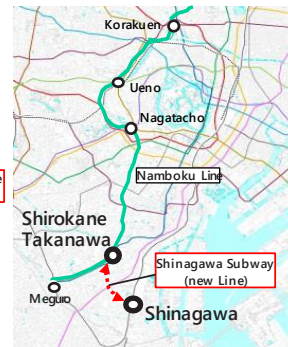 Korakuen
Ueno
Nagatacho
Namboku Line
e
Shirokane
Takanawa
Shinagawa Subway
(new Line)
Meguro
Shinagawa